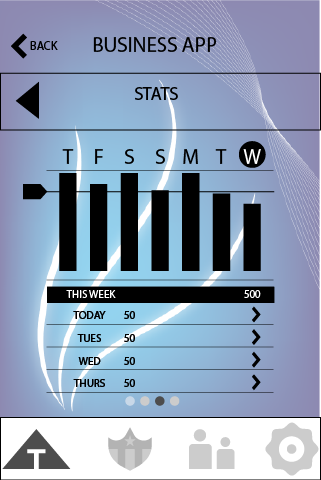 BACK BUSINESS APP
STATS
T F S S M T W
THIS WEEK 500
TODAY 50
TUES 50
WED 50
THURS 50
T